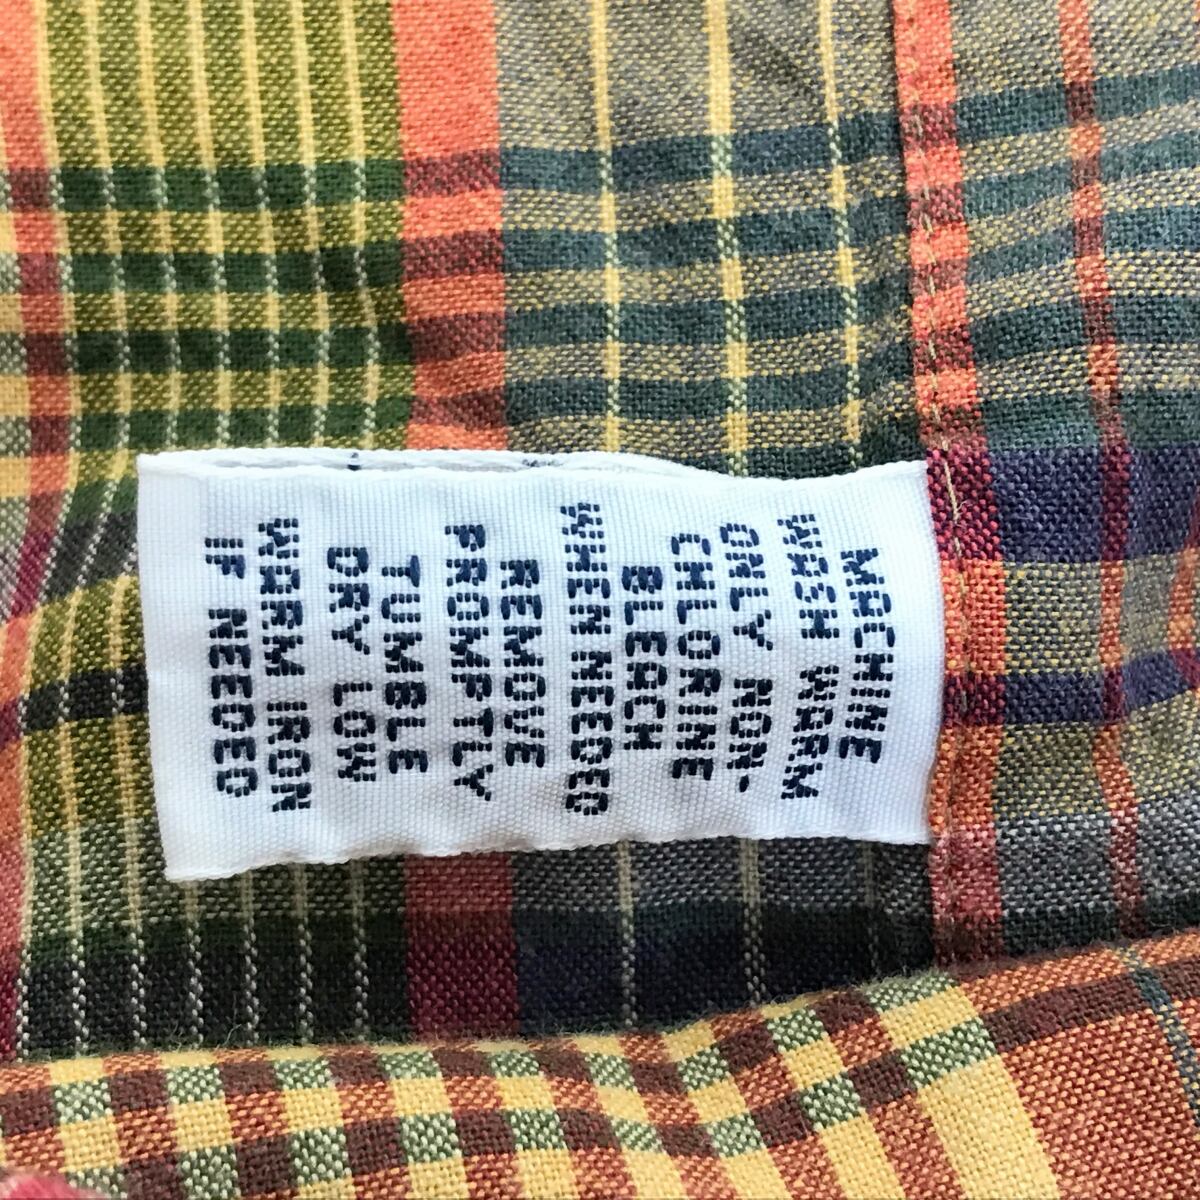 MACHINE
WASH WARM
ONLY NON-
CHLORINE
BLEACH
WHEN NEEDED
REMOVE
PROMPTLY
TUMBLE
DRY LOW
WARM IRON
IF NEEDED